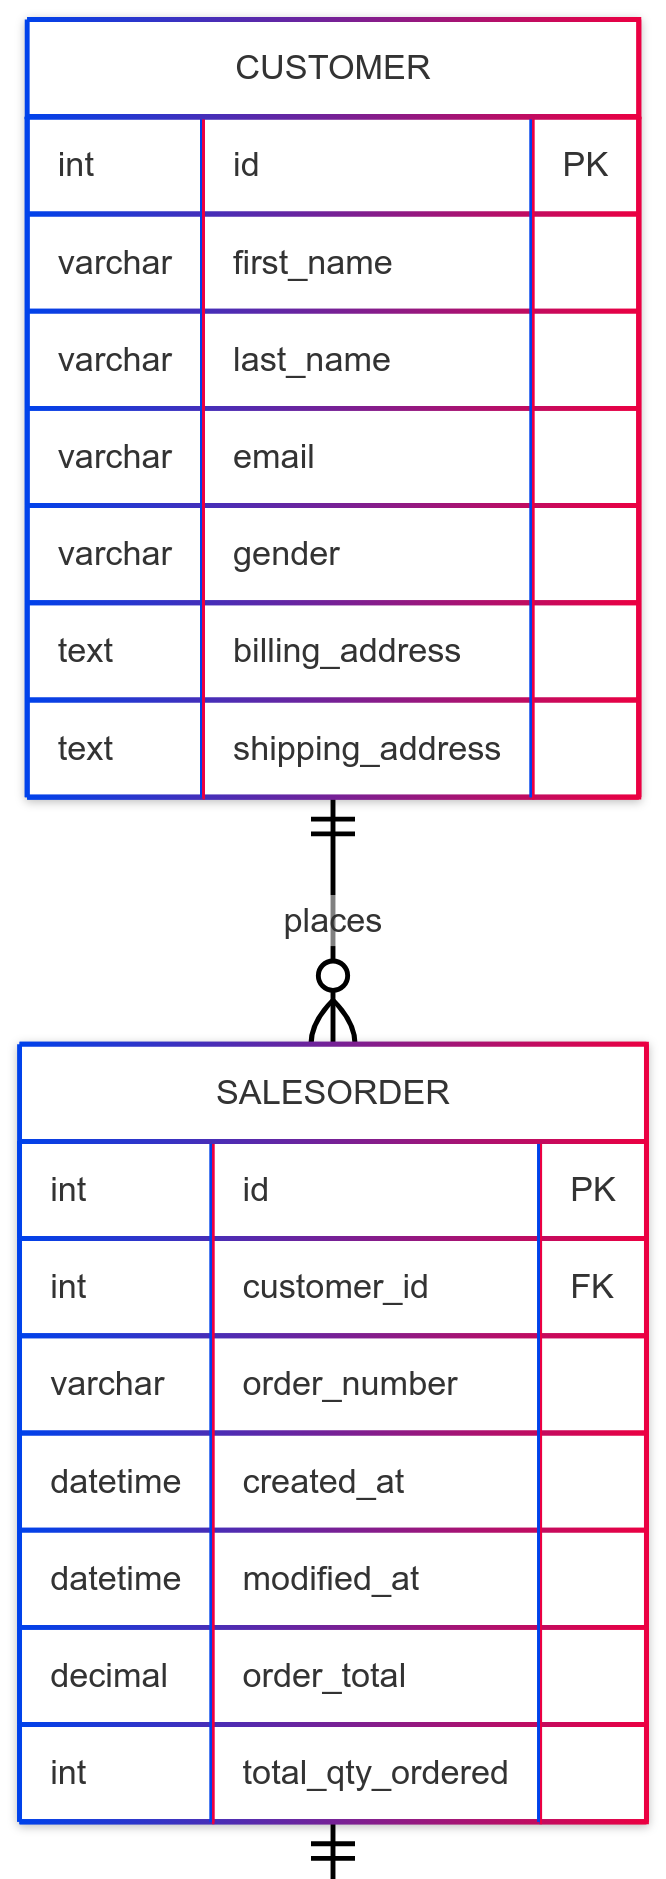 CUSTOMER
int id PK
varchar first_name
varchar last_name
varchar email
varchar gender
text billing_address
text shipping_address
places
SALESORDER
int id PK
int customer_id FK
varchar order_number
datetime created_at
datetime modified_at
decimal order_total
int total_qty_ordered